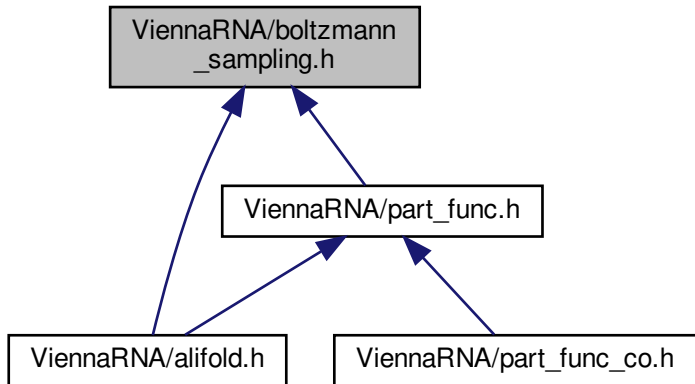 ViennaRNA/boltzmann
_sampling.h
ViennaRNA/part_func.h
ViennaRNA/alifold.h
ViennaRNA/part_func_co.h